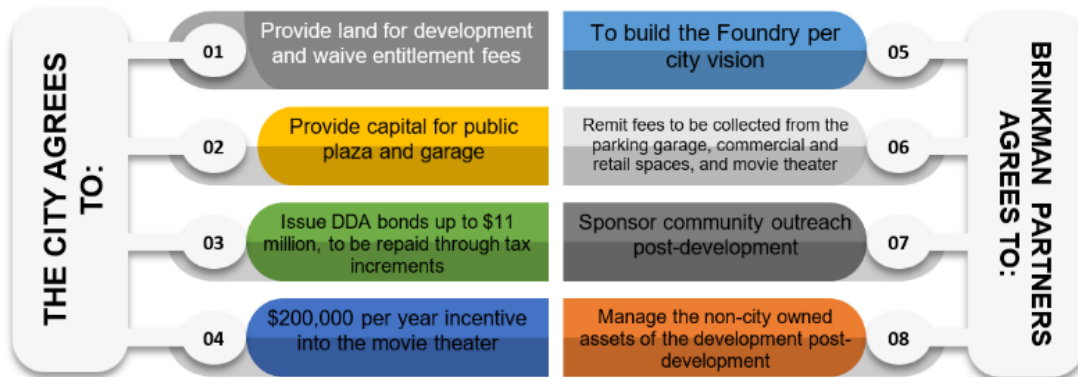 THE CITY AGREES
TO:
01
Provide land for development
and waive entitlement fees
02
Provide capital for public
plaza and garage
03
Issue DDA bonds up to $11
million, to be repaid through tax
increments
04
$200,000 per year incentive
into the movie theater
To build the Foundry per
city vision
05
Remit fees to be collected from the
parking garage, commercial and
retail spaces, and movie theater
06
Sponsor community outreach
post-development
07
Manage the non-city owned
assets of the development post-
development
08
BRINKMAN PARTNERS
AGREES TO: